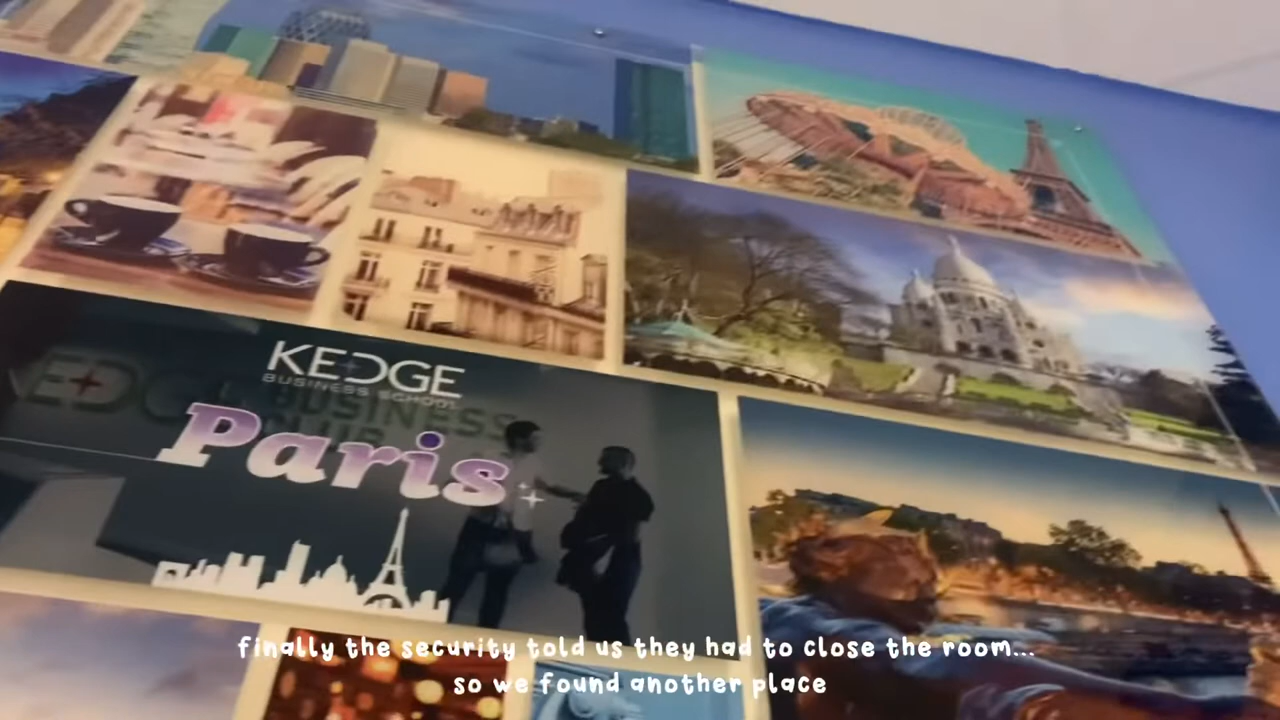 KEDGE
BUSINESS SCHOOL
BUSINESS
Paris
finally the security told us they had to close the room...
so we found another place